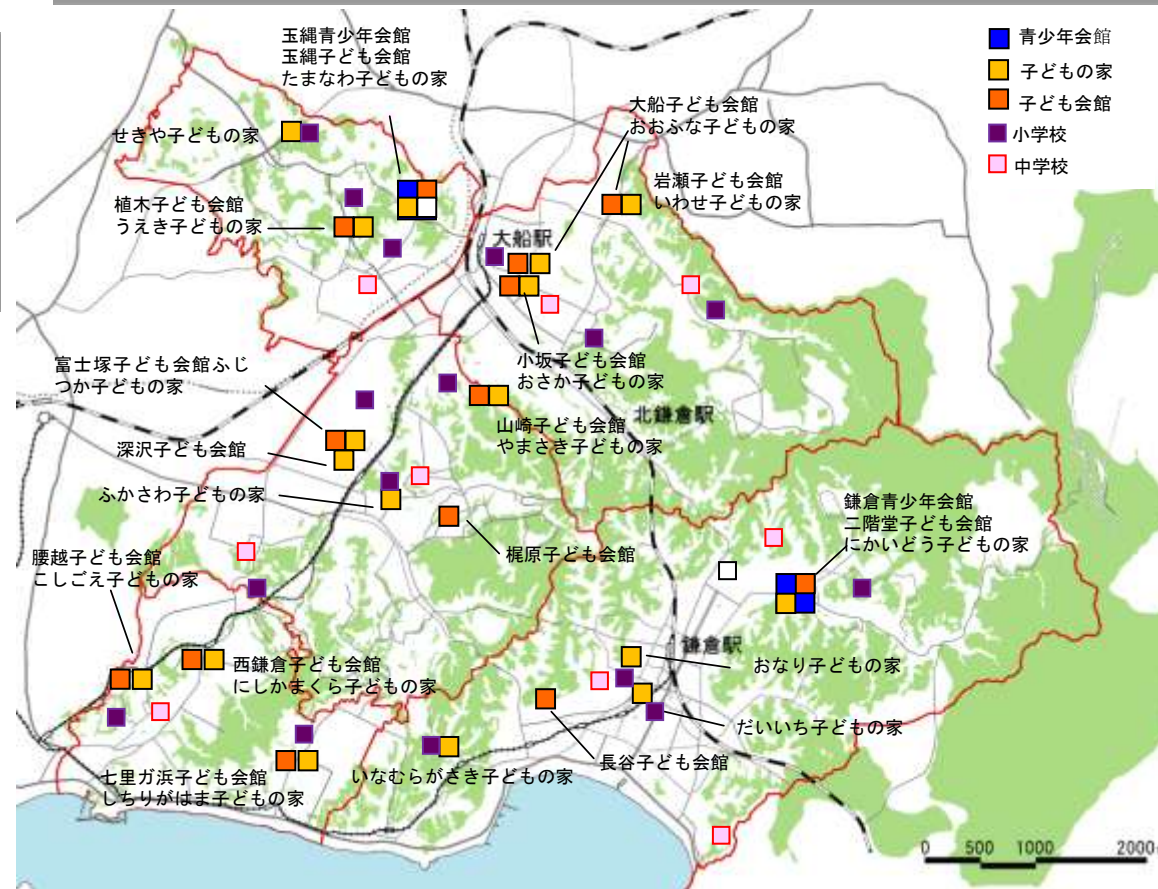 玉縄青少年会館
玉縄子ども会館
たまなわ子どもの家
青少年会館
子どもの家
子ども会館
小学校
中学校
大船子ども会館
おおふな子どもの家
せきや子どもの家
岩瀬子ども会館
いわせ子どもの家
植木子ども会館
うえき子どもの家
大船駅
小坂子ども会館
おさか子どもの家
富士塚子ども会館ふじ
つか子どもの家
北鎌倉駅
山崎子ども会館
やまさき子どもの家
深沢子ども会館
ふかさわ子どもの家
鎌倉青少年会館
二階堂子ども会館
にかいどう子どもの家
梶原子ども会館
腰越子ども会館
こしごえ子どもの家
鎌倉駅
西鎌倉子ども会館
にしかまくら子どもの家
おなり子どもの家
だいいち子どもの家
長谷子ども会館
七里ガ浜子ども会館
しちりがはま子どもの家
いなむらがさき子どもの家
0 500 1000 2000